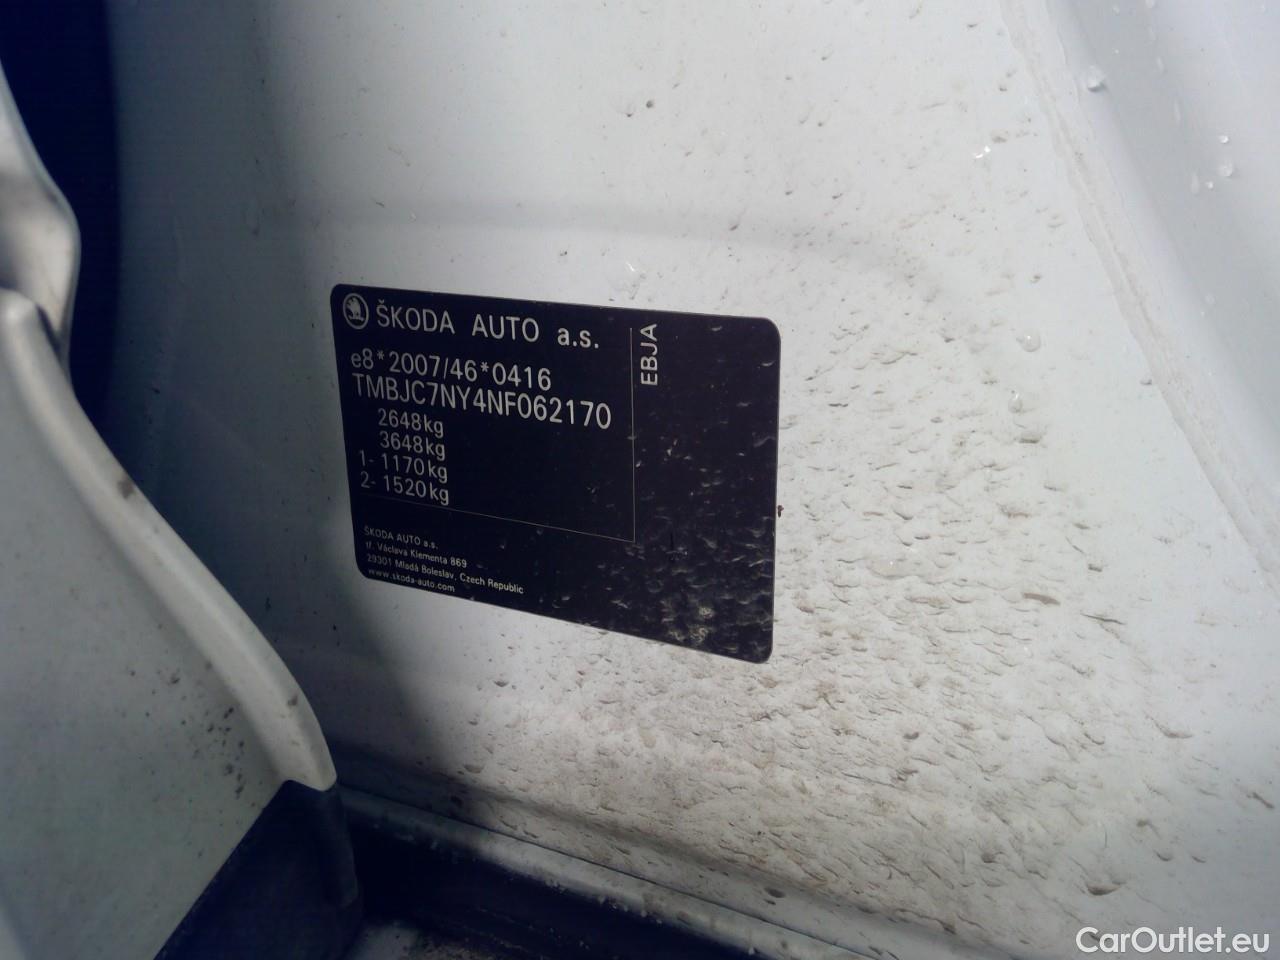 ŠKODA AUTO a.s.
EBJA
e8*2007/46*0416
TMBJC7NY4NF062170
2648kg
3648kg
1- 1170kg
2- 1520kg
ŠKODA AUTO a.s.
tř. Václava Klementa 869
29301 Mladá Boleslav, Czech Republic
www.skoda-auto.com
CarOutlet.eu